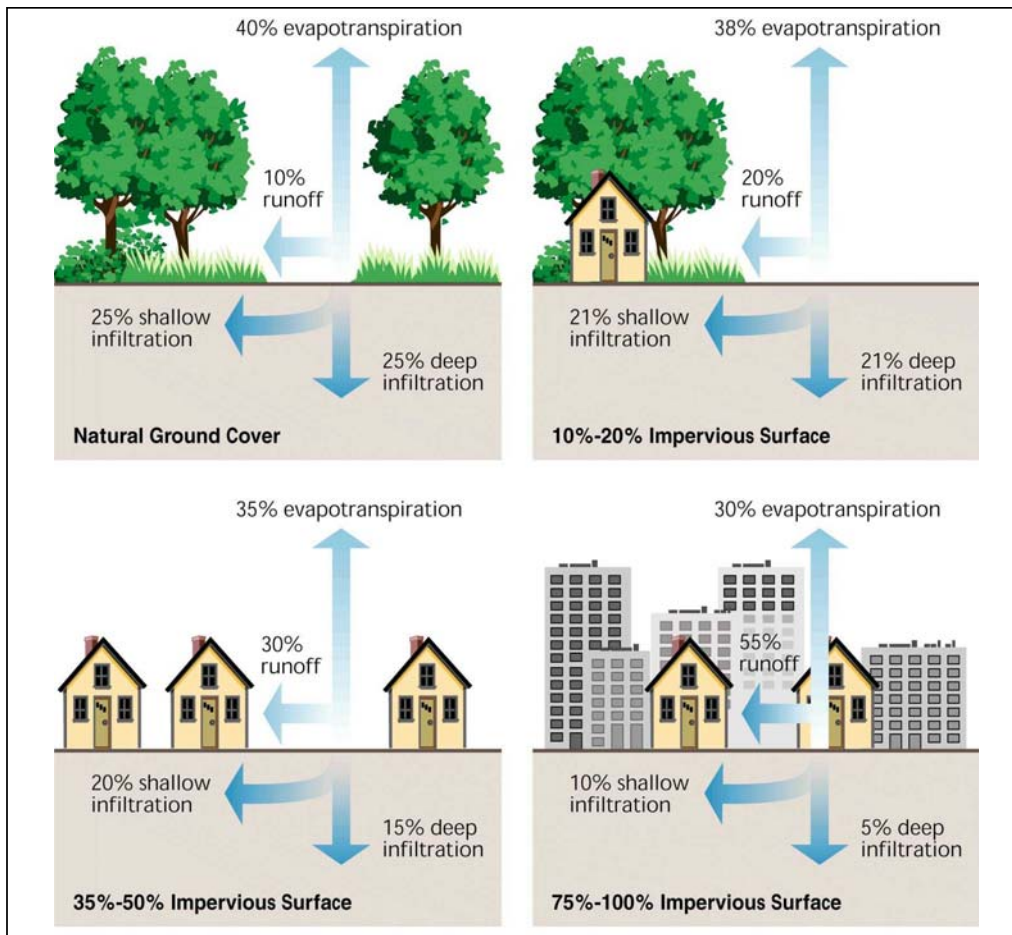 40% evapotranspiration
10%
runoff
25% shallow
infiltration
25% deep
infiltration
Natural Ground Cover
38% evapotranspiration
20%
runoff
21% shallow
infiltration
21% deep
infiltration
10%-20% Impervious Surface
35% evapotranspiration
30%
runoff
20% shallow
infiltration
15% deep
infiltration
35%-50% Impervious Surface
30% evapotranspiration
55%
runoff
10% shallow
infiltration
5% deep
infiltration
75%-100% Impervious Surface